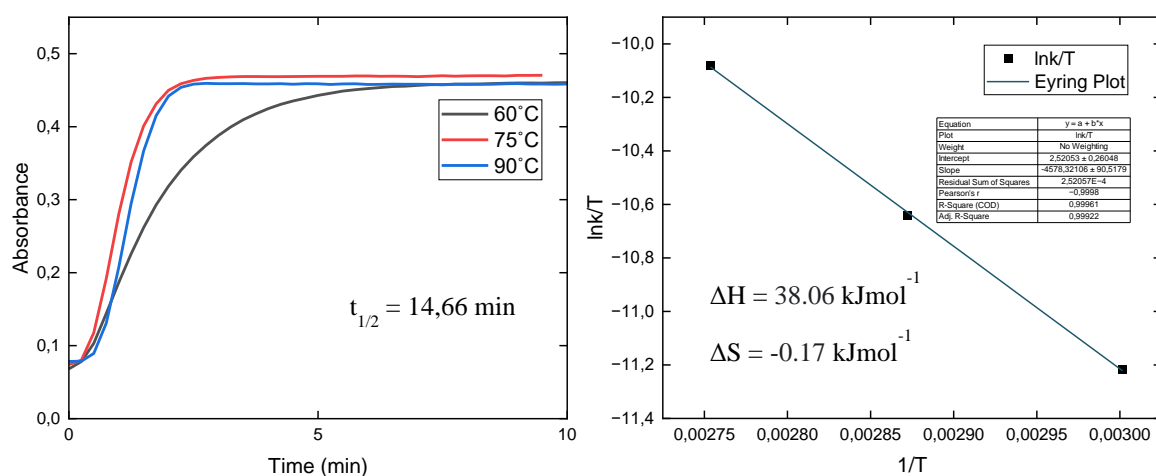 0,5
0,4
0,3
0,2
0,1
0,0
Absorbance
60°C
75°C
90°C
t1/2 = 14,66 min
0
5
10
Time (min)
-10,0
-10,2
-10,4
-10,6
-10,8
-11,0
-11,2
-11,4
lnk/T
lnk/T
Eyring Plot
Equation y = a + b*x
Plot lnk/T
Weight No Weighting
Intercept 2,52053 ± 0,26048
Slope -4578,32106 ± 90,5179
Residual Sum of Squares 2,52057E−4
Pearson's r −0,9998
R-Square (COD) 0,99961
Adj. R-Square 0,99922
ΔH = 38.06 kJmol-1
ΔS = -0.17 kJmol-1
0,00275 0,00280 0,00285 0,00290 0,00295 0,00300
1/T